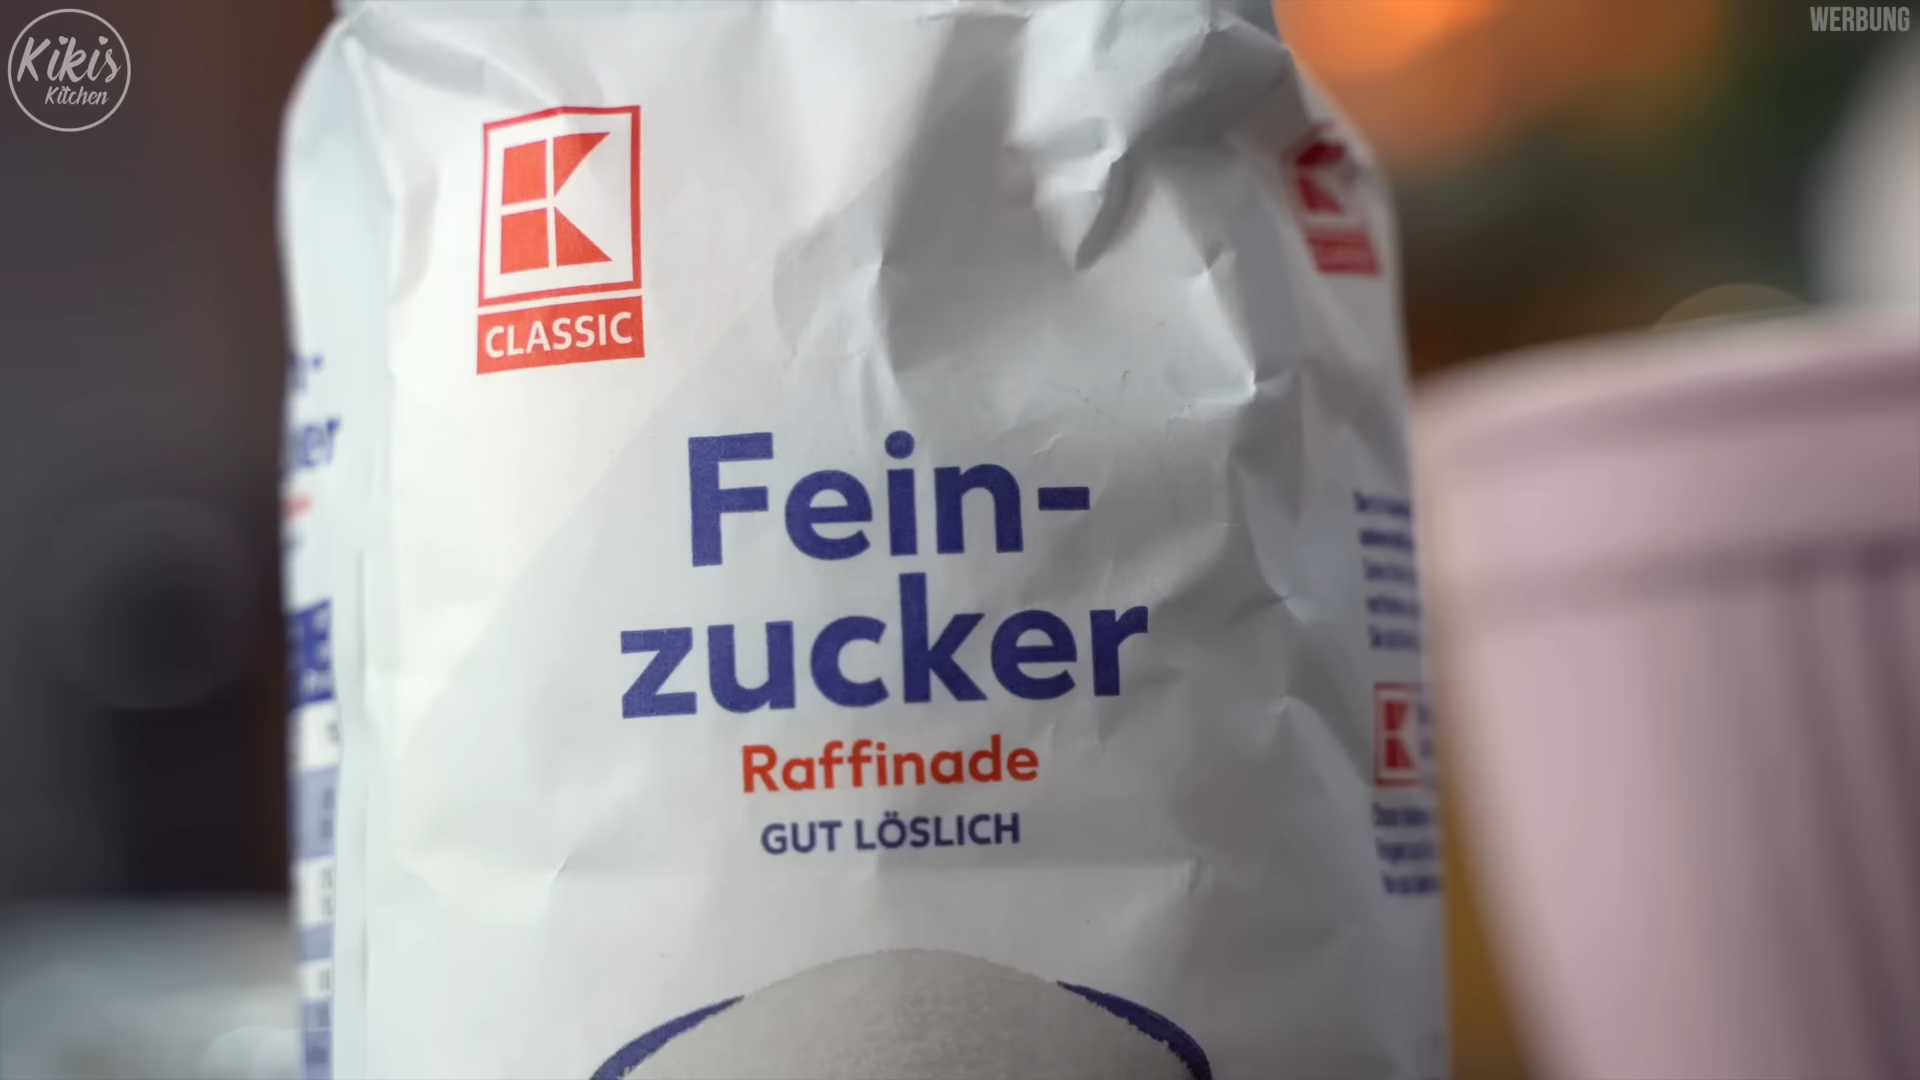 Kikis
Kitchen
WERBUNG
K
CLASSIC
Fein-
zucker
Raffinade
GUT LÖSLICH